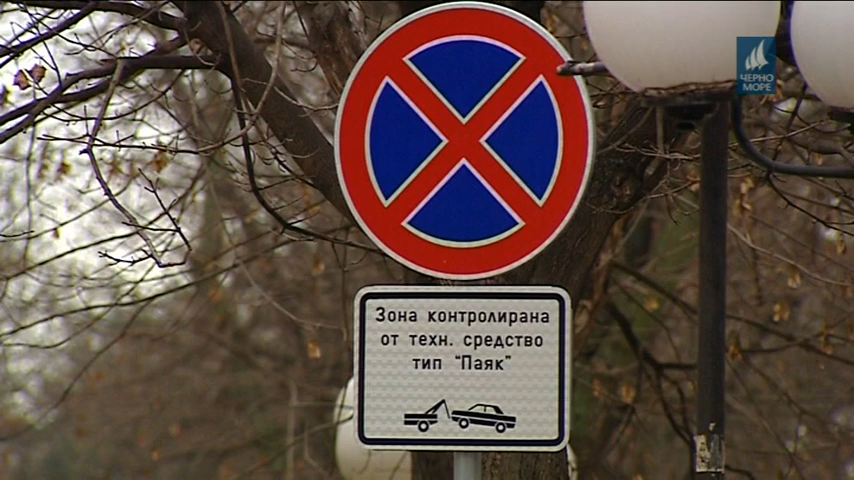 ЧЕРНО
МОРЕ
Зона контролирана
от техн. средство
тип "Паяк"